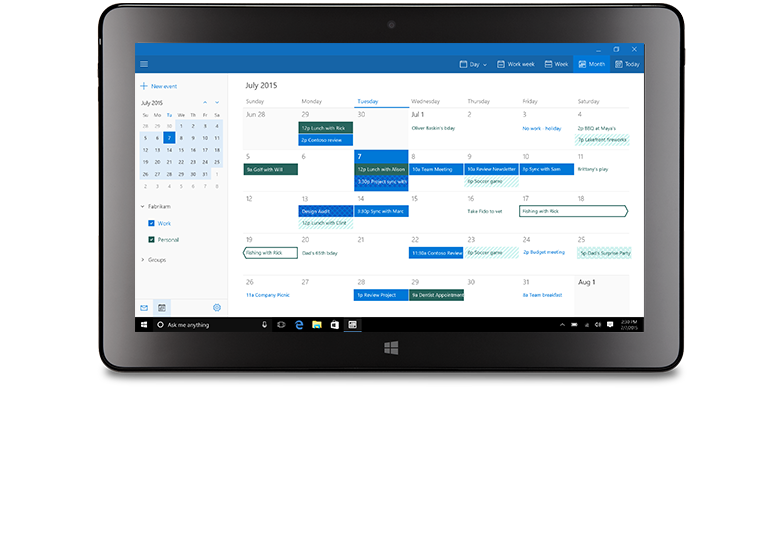 Day
Work week
Week
Month
Today
New event
July 2015
Su Mo Tu We Th Fr Sa
28 29 30 1 2 3 4
5 6 7 8 9 10 11
12 13 14 15 16 17 18
19 20 21 22 23 24 25
26 27 28 29 30 31 1
2 3 4 5 6 7 8
Fabrikam
Work
Personal
Groups
July 2015
Sunday Monday Tuesday Wednesday Thursday Friday Saturday
Jun 28 29 30 Jul 1 2 3 4
12p Lunch with Rick
2p Contoso review
Oliver Rosken's bday
No work - holiday
2p BBQ at Maya's
7p Lakefront fireworks
5 6 7 8 9 10 11
9a Golf with Will
12p Lunch with Alison
3:30p Project sync with
10a Team Meeting
10a Review Newsletter
6p Soccer game
3p Sync with Sam
Brittany's play
12 13 14 15 16 17 18
Design Audit
12p Lunch with
3:30p Sync with Marc
Take Fido to vet
Fishing with Rick
19 20 21 22 23 24 25
Fishing with Rick
Dad's 65th bday
11:30a Contoso Review
6p Soccer game
2p Budget meeting
5p Dad's Surprise Party
26 27 28 29 30 31 Aug 1
11a Company Picnic
1p Review Project
8a Dentist Appointment
8a Team breakfast
Ask me anything
2:30 PM
2/7/2015